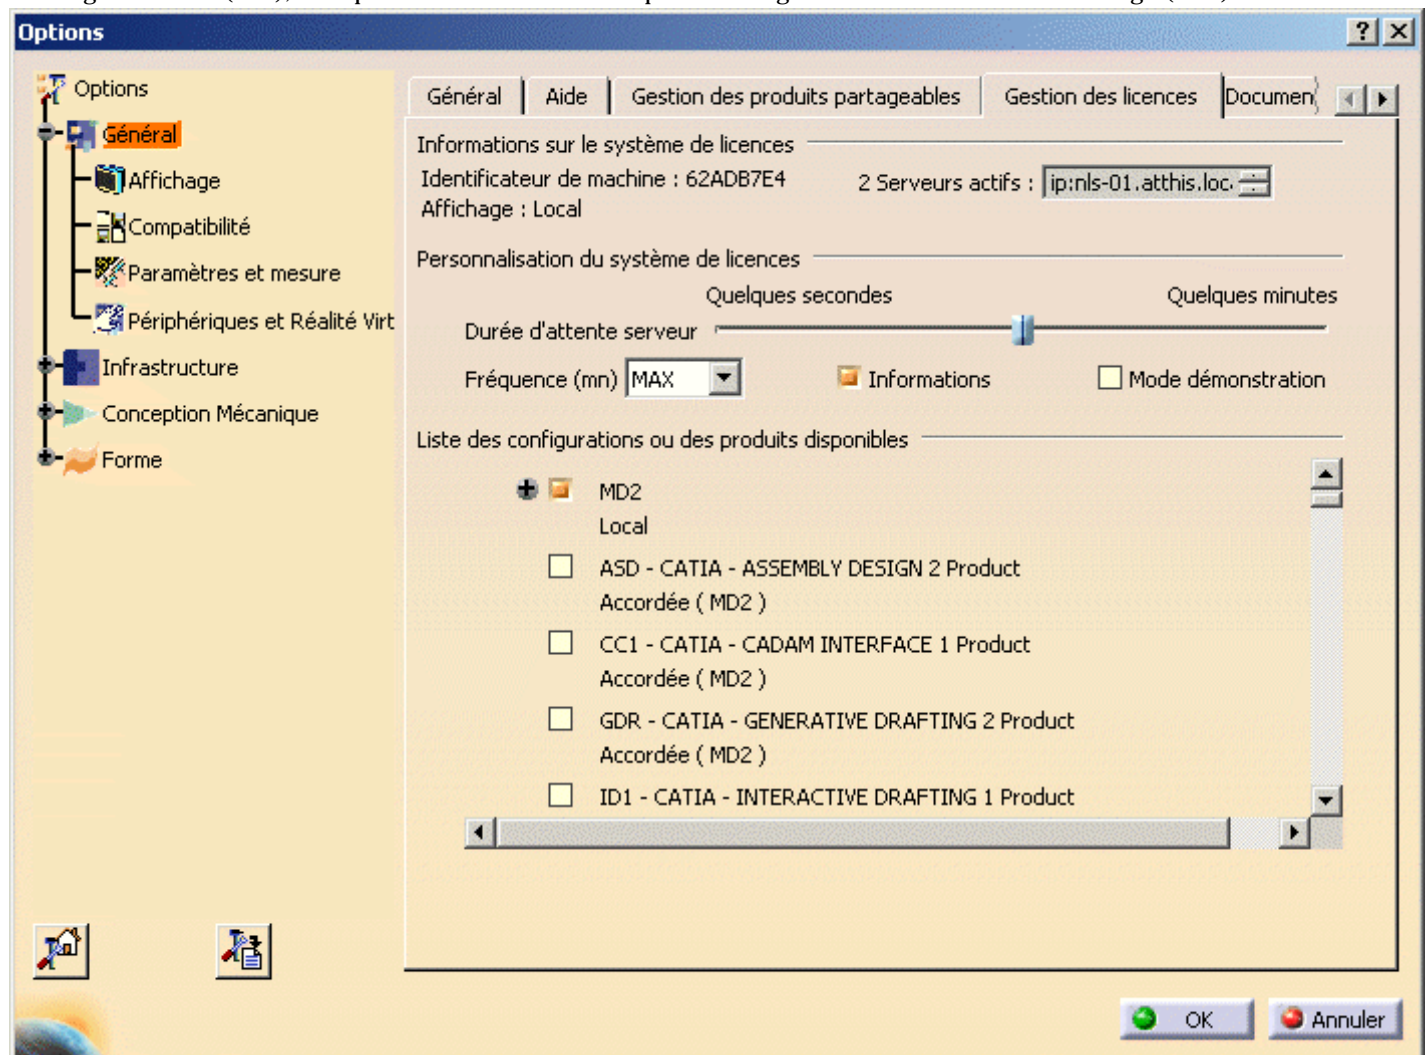 Options
Options
Général
Affichage
Compatibilité
Paramètres et mesure
Périphériques et Réalité Virt
Infrastructure
Conception Mécanique
Forme
Général Aide Gestion des produits partageables Gestion des licences Documen
Informations sur le système de licences
Identificateur de machine : 62ADB7E4 2 Serveurs actifs : ip:nls-01.atthis.loc.
Affichage : Local
Personnalisation du système de licences
Quelques secondes Quelques minutes
Durée d'attente serveur
Fréquence (mn) MAX Informations Mode démonstration
Liste des configurations ou des produits disponibles
MD2
Local
ASD - CATIA - ASSEMBLY DESIGN 2 Product
Accordée ( MD2 )
CC1 - CATIA - CADAM INTERFACE 1 Product
Accordée ( MD2 )
GDR - CATIA - GENERATIVE DRAFTING 2 Product
Accordée ( MD2 )
ID1 - CATIA - INTERACTIVE DRAFTING 1 Product
OK Annuler